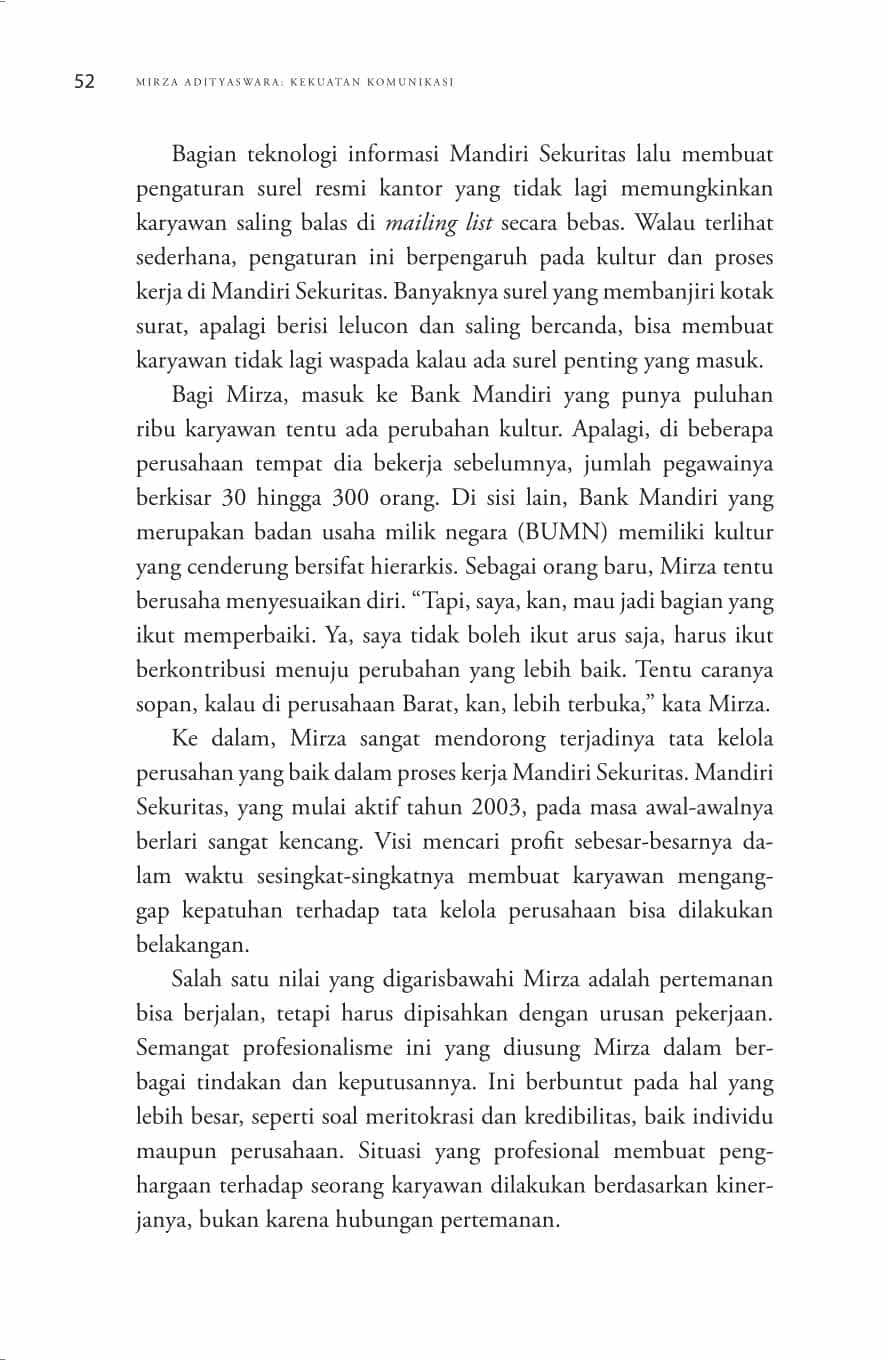 52 MIRZA ADITYASWARA: KEKUATAN KOMUNIKASI
Bagian teknologi informasi Mandiri Sekuritas lalu membuat
pengaturan surel resmi kantor yang tidak lagi memungkinkan
karyawan saling balas di mailing list secara bebas. Walau terlihat
sederhana, pengaturan ini berpengaruh pada kultur dan proses
kerja di Mandiri Sekuritas. Banyaknya surel yang membanjiri kotak
surat, apalagi berisi lelucon dan saling bercanda, bisa membuat
karyawan tidak lagi waspada kalau ada surel penting yang masuk.
Bagi Mirza, masuk ke Bank Mandiri yang punya puluhan
ribu karyawan tentu ada perubahan kultur. Apalagi, di beberapa
perusahaan tempat dia bekerja sebelumnya, jumlah pegawainya
berkisar 30 hingga 300 orang. Di sisi lain, Bank Mandiri yang
merupakan badan usaha milik negara (BUMN) memiliki kultur
yang cenderung bersifat hierarkis. Sebagai orang baru, Mirza tentu
berusaha menyesuaikan diri. “Tapi, saya, kan, mau jadi bagian yang
ikut memperbaiki. Ya, saya tidak boleh ikut arus saja, harus ikut
berkontribusi menuju perubahan yang lebih baik. Tentu caranya
sopan, kalau di perusahaan Barat, kan, lebih terbuka,” kata Mirza.
Ke dalam, Mirza sangat mendorong terjadinya tata kelola
perusahan yang baik dalam proses kerja Mandiri Sekuritas. Mandiri
Sekuritas, yang mulai aktif tahun 2003, pada masa awal-awalnya
berlari sangat kencang. Visi mencari profit sebesar-besarnya da-
lam waktu sesingkat-singkatnya membuat karyawan mengang-
gap kepatuhan terhadap tata kelola perusahaan bisa dilakukan
belakangan.
Salah satu nilai yang digarisbawahi Mirza adalah pertemanan
bisa berjalan, tetapi harus dipisahkan dengan urusan pekerjaan.
Semangat profesionalisme ini yang diusung Mirza dalam ber-
bagai tindakan dan keputusannya. Ini berbuntut pada hal yang
lebih besar, seperti soal meritokrasi dan kredibilitas, baik individu
maupun perusahaan. Situasi yang profesional membuat peng-
hargaan terhadap seorang karyawan dilakukan berdasarkan kiner-
janya, bukan karena hubungan pertemanan.